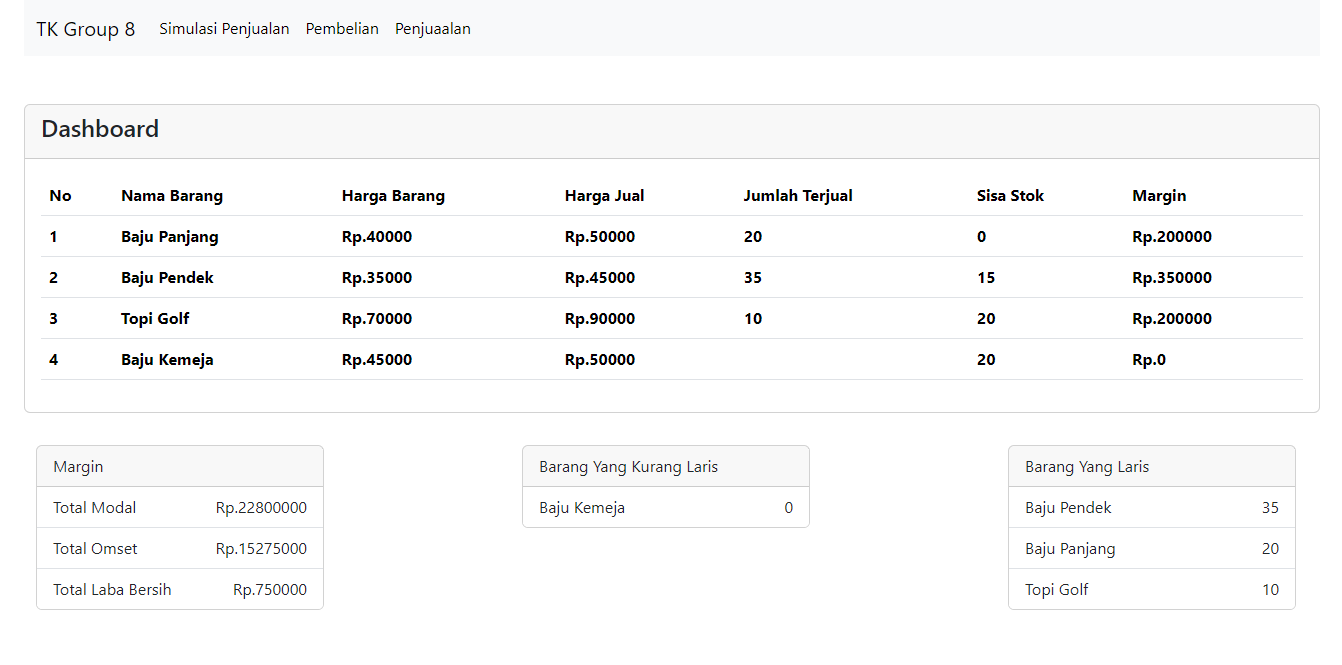 TK Group 8 Simulasi Penjualan Pembelian Penjuaalan
Dashboard
No Nama Barang Harga Barang Harga Jual Jumlah Terjual Sisa Stok Margin
1 Baju Panjang Rp.40000 Rp.50000 20 0 Rp.200000
2 Baju Pendek Rp.35000 Rp.45000 35 15 Rp.350000
3 Topi Golf Rp.70000 Rp.90000 10 20 Rp.200000
4 Baju Kemeja Rp.45000 Rp.50000 20 Rp.0
Margin
Total Modal Rp.22800000
Total Omset Rp.15275000
Total Laba Bersih Rp.750000
Barang Yang Kurang Laris
Baju Kemeja 0
Barang Yang Laris
Baju Pendek 35
Baju Panjang 20
Topi Golf 10